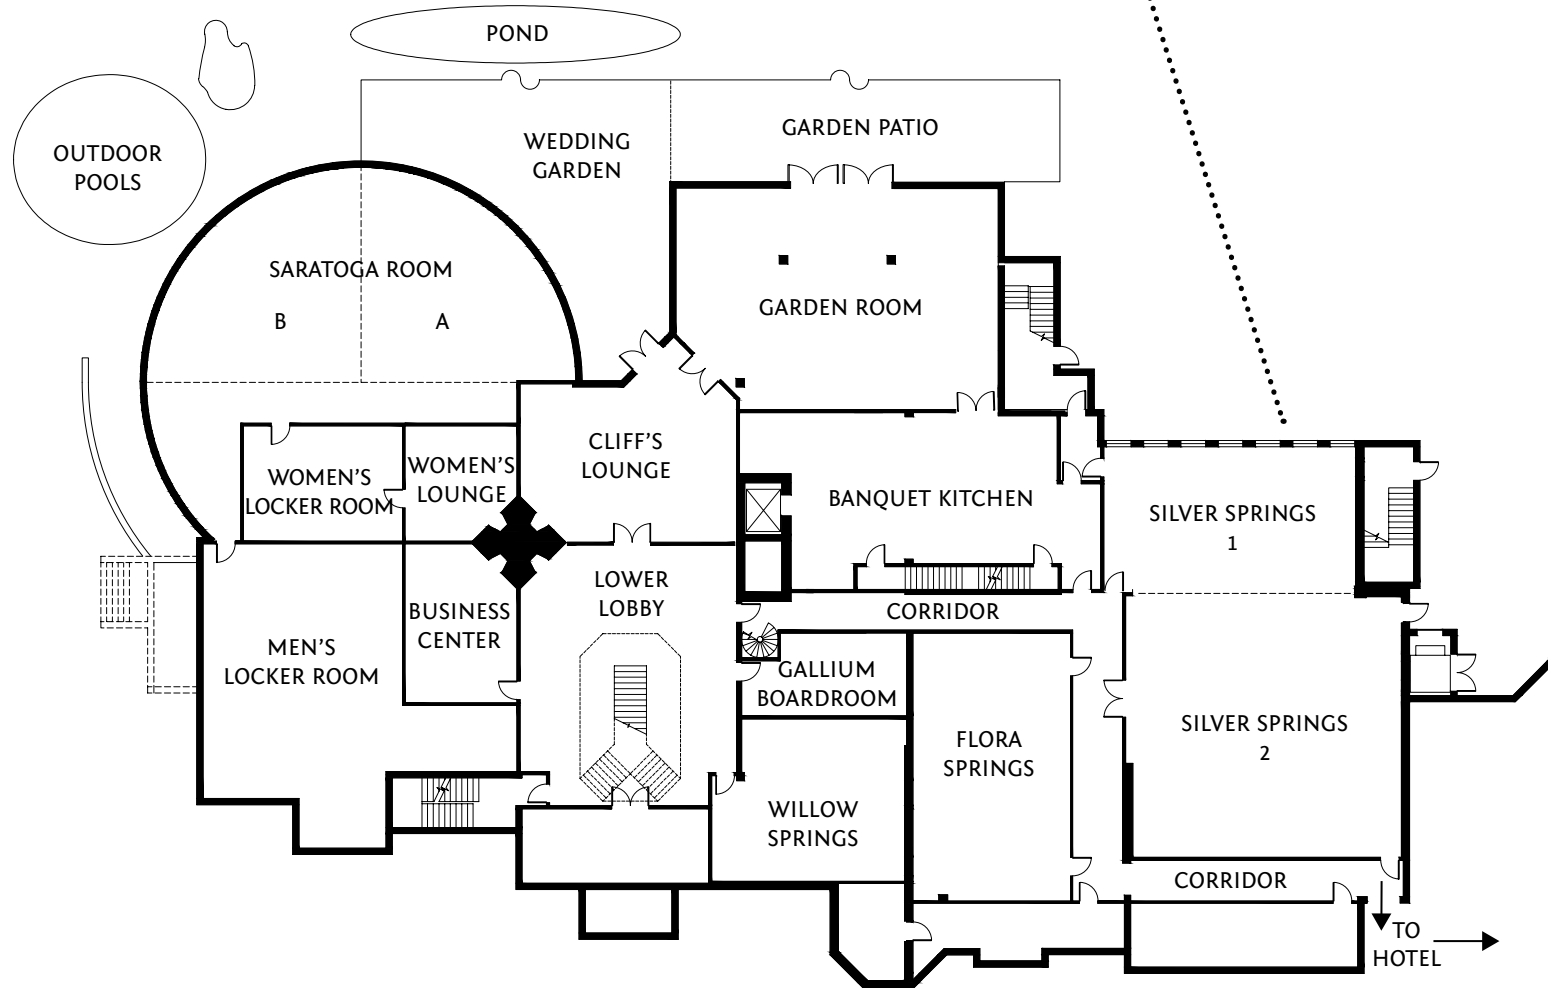 POND
GARDEN PATIO
WEDDING
GARDEN
OUTDOOR
POOLS
SARATOGA ROOM
B
A
GARDEN ROOM
CLIFF'S
LOUNGE
WOMEN'S
LOCKER ROOM
WOMEN'S
LOUNGE
BANQUET KITCHEN
SILVER SPRINGS
1
LOWER
LOBBY
BUSINESS
CENTER
CORRIDOR
MEN'S
LOCKER ROOM
GALLIUM
BOARDROOM
FLORA
SPRINGS
SILVER SPRINGS
2
WILLOW
SPRINGS
CORRIDOR
TO
HOTEL